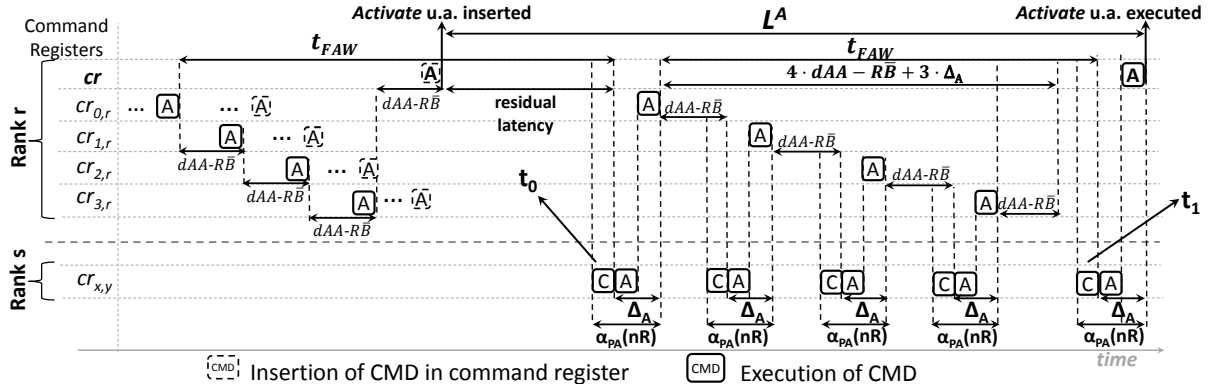 Command Registers
Activate u.a. inserted
L^A
Activate u.a. executed
t_FAW
t_FAW
4 · dAA − RB̅ + 3 · Δ_A
Rank r
cr
A̅
dAA-RB̅
residual latency
A
cr_0,r
... A
... A̅
A
dAA-RB̅
cr_1,r
A
... A̅
A
dAA-RB̅
dAA-RB̅
cr_2,r
A
... A̅
A
dAA-RB̅
dAA-RB̅
cr_3,r
A
... A̅
A
dAA-RB̅
dAA-RB̅
t_0
t_1
Rank s
cr_x,y
C A
C A
C A
C A
C A
Δ_A
Δ_A
Δ_A
Δ_A
Δ_A
α_PA(nR)
α_PA(nR)
α_PA(nR)
α_PA(nR)
α_PA(nR)
time
CMD Insertion of CMD in command register
CMD Execution of CMD